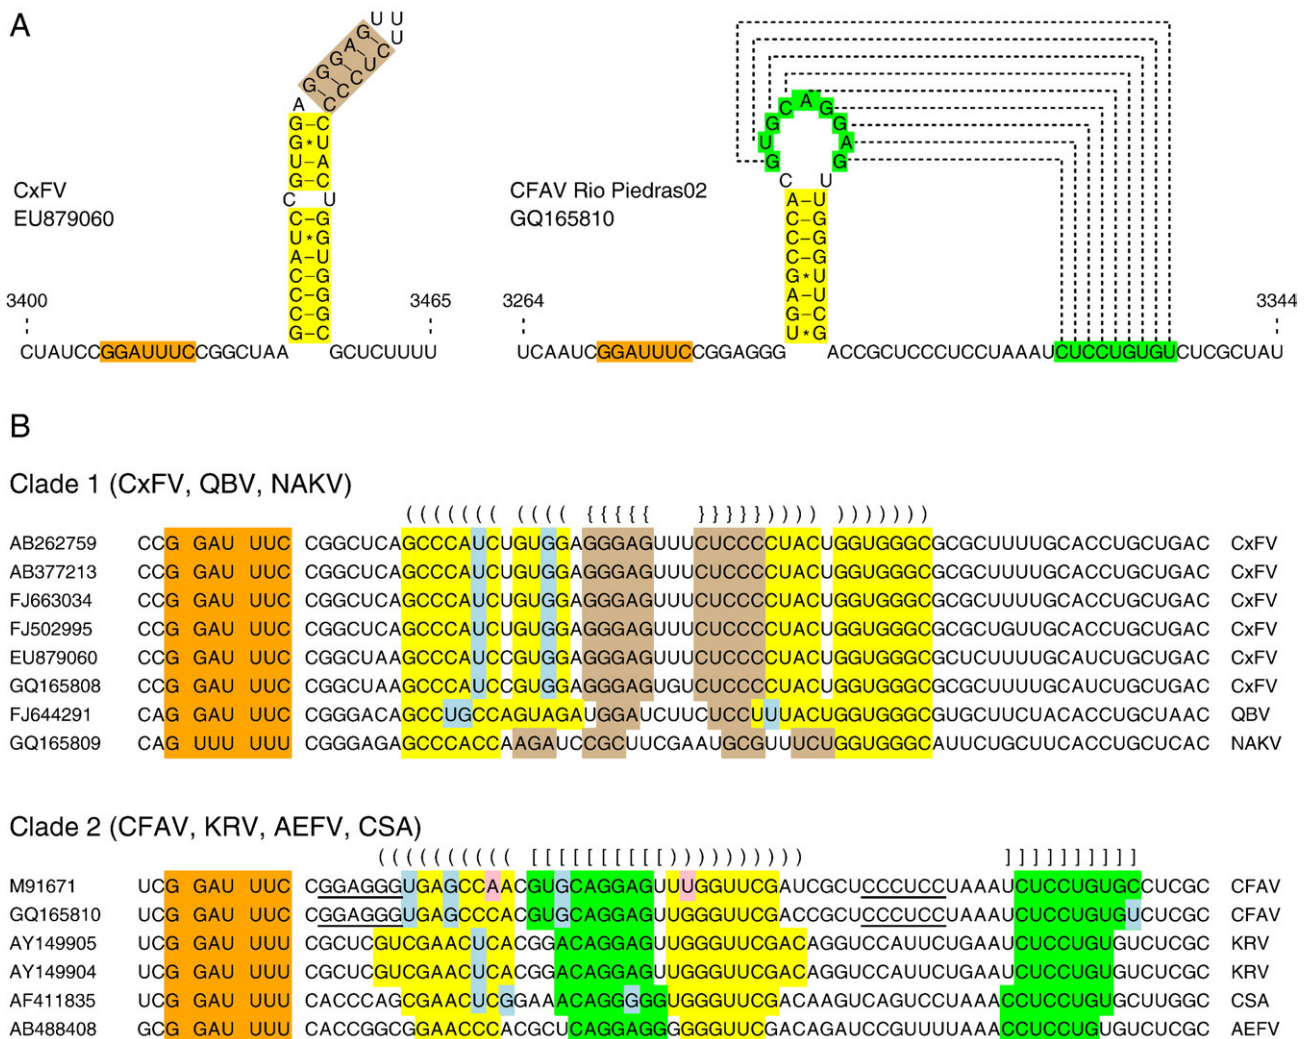 A
CxFV
EU879060
3400
3465
U U
U
G C
A U
G C
G C
G C
A
G – C
G * U
U – A
G – C
C U
C – G
U * G
A – U
C – G
C – G
C – G
G – C
CUAUCCGGAUUUCCGGCUAA
GCUCUUUU
CFAV Rio Piedras02
GQ165810
3264
3344
A
C G
G G
U A
G G
C U
A – U
C – G
C – G
C – G
G * U
A – U
G – C
U * G
UCAAUCGGAUUUCCGGAGGG
ACCGCUCCCUCCUAAAUCUCCUGUGUCUCGCUAU
B
Clade 1 (CxFV, QBV, NAKV)
( ( ( ( ( ( ( ( ( ( ( { { { { { } } } } } ) ) ) ) ) ) ) ) ) ) )
AB262759 CCG GAU UUC CGGCUCAGCCCAUCUGUGGAGGGAGUUUCUCCCCUACUGGUGGGCGCGCUUUUGCACCUGCUGAC CxFV
AB377213 CCG GAU UUC CGGCUCAGCCCAUCUGUGGAGGGAGUUUCUCCCCUACUGGUGGGCGCGCUUUUGCACCUGCUGAC CxFV
FJ663034 CCG GAU UUC CGGCUCAGCCCAUCUGUGGAGGGAGUUUCUCCCCUACUGGUGGGCGCGCUUUUGCACCUGCUGAC CxFV
FJ502995 CCG GAU UUC CGGCUCAGCCCAUCUGUGGAGGGAGUUUCUCCCCUACUGGUGGGCGCGCUGUUGCACCUGCUGAC CxFV
EU879060 CCG GAU UUC CGGCUAAGCCCAUCCGUGGAGGGAGUUUCUCCCCUACUGGUGGGCGCUCUUUUGCAUCUGCUGAC CxFV
GQ165808 CCG GAU UUC CGGCUAAGCCCAUCCGUGGAGGGAGUGUCUCCCCUACUGGUGGGCGCUUUUUGCAUCUGCUGAC CxFV
FJ644291 CAG GAU UUC CGGGACAGCCUGCCAGUAGAUGGAUCUUCUCCUUUACUGGUGGGCGUGCUUCUACACCUGCUAAC QBV
GQ165809 CAG UUU UUU CGGGAGAGCCCACCAAGAUCCGCUUCGAAUGCGUUUCUGGUGGGCAUUCUGCUUCACCUGCUCAC NAKV
Clade 2 (CFAV, KRV, AEFV, CSA)
( ( ( ( ( ( ( ( ( ( [ [ [ [ [ [ [ [ [ [ ) ) ) ) ) ) ) ) ) ) ] ] ] ] ] ] ] ] ] ]
M91671 UCG GAU UUC CGGAGGGUGAGCCAACGUGCAGGAGUUUGGUUCGAUCGCUCCCUCCUAAAUCUCCUGUGCCUCGC CFAV
GQ165810 UCG GAU UUC CGGAGGGUGAGCCCACGUGCAGGAGUUGGGUUCGACCGCUCCCUCCUAAAUCUCCUGUGUCUCGC CFAV
AY149905 UCG GAU UUC CGCUCGUCGAACUCACGGACAGGAGUUGGGUUCGACAGGUCCAUUCUGAAUCUCCUGUGUCUCGC KRV
AY149904 UCG GAU UUU CGCUCGUCGAACUCACGGACAGGAGUUGGGUUCGACAGGUCCAUUCUGAAUCUCCUGUGUCUCGC KRV
AF411835 UCG GAU UUU CACCCAGCGAACUCGGAAACAGGGGGUGGGUUCGACAAGUCAGUCCUAAACCUCCUGUGCUUGGC CSA
AB488408 GCG GAU UUU CACCGGCGGAACCCACGCUCAGGAGGGGGGUUCGACAGAUCCGUUUUAAACCUCCUGUGUCUCGC AEFV